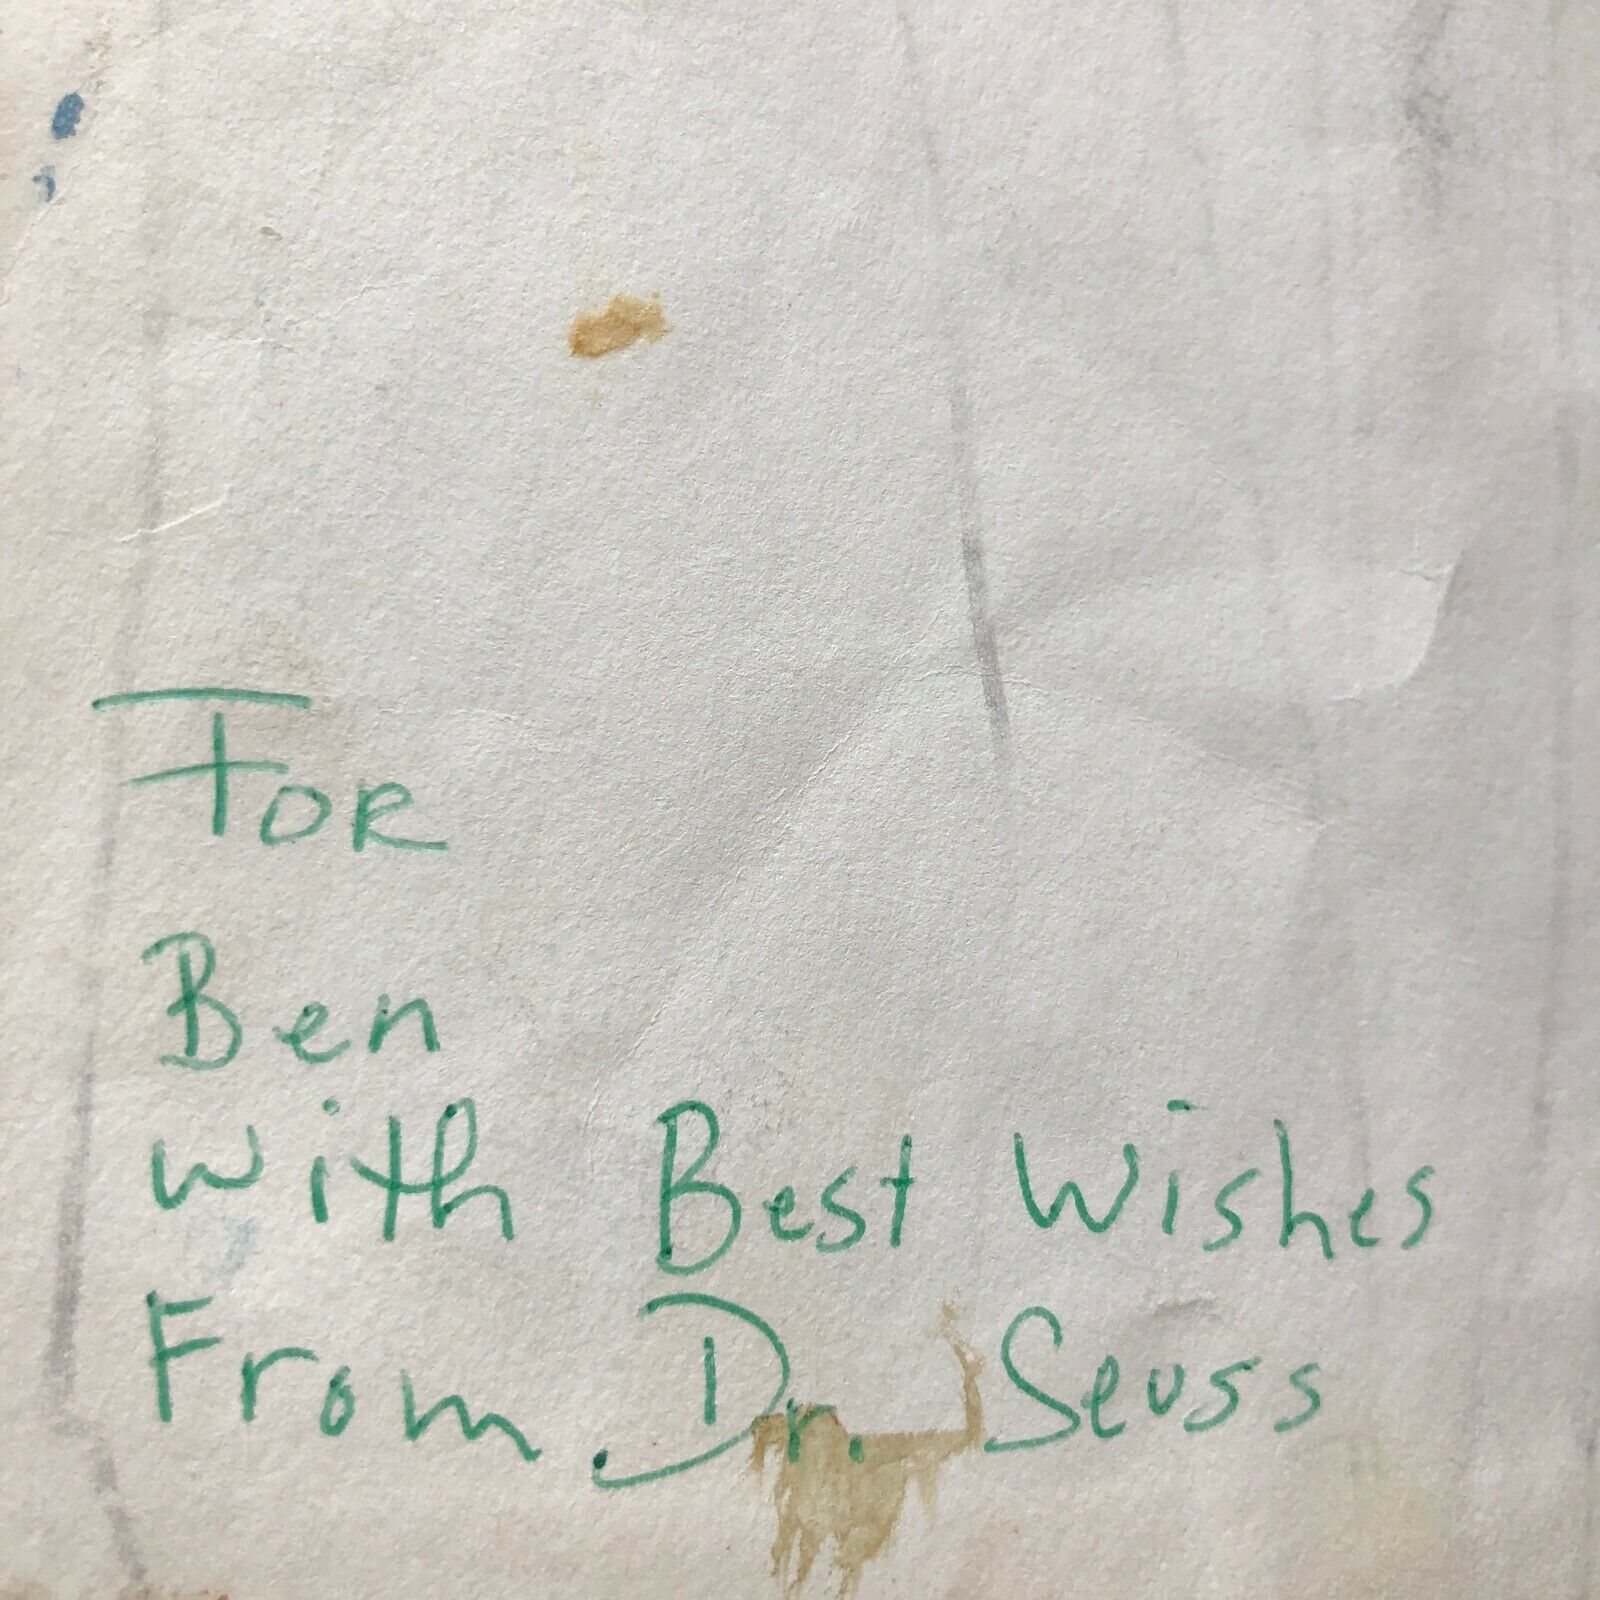 For
Ben
with Best Wishes
From Dr. Seuss